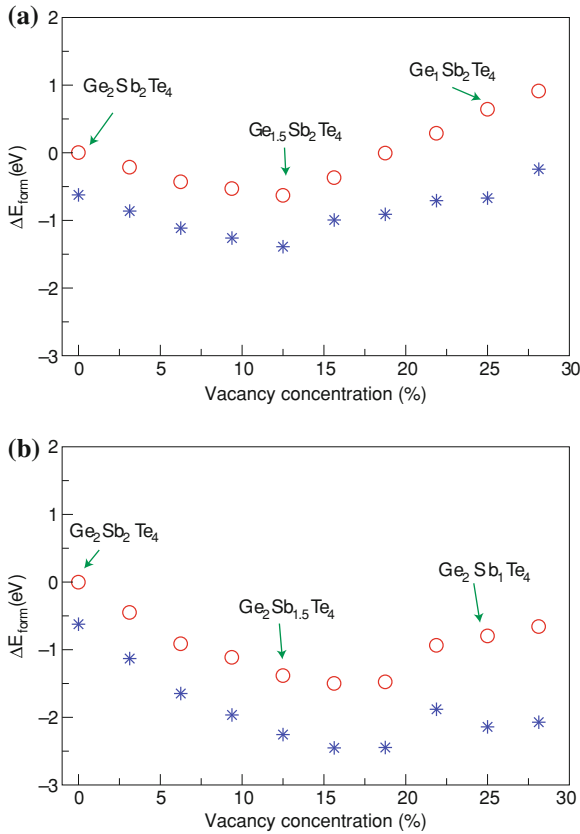 (a)
2
1
0
−1
−2
−3
ΔE_form(eV)
Ge₂Sb₂Te₄
Ge₁.₅Sb₂Te₄
Ge₁Sb₂Te₄
0 5 10 15 20 25 30
Vacancy concentration (%)
(b)
2
1
0
−1
−2
−3
ΔE_form(eV)
Ge₂Sb₂Te₄
Ge₂Sb₁.₅Te₄
Ge₂Sb₁Te₄
0 5 10 15 20 25 30
Vacancy concentration (%)